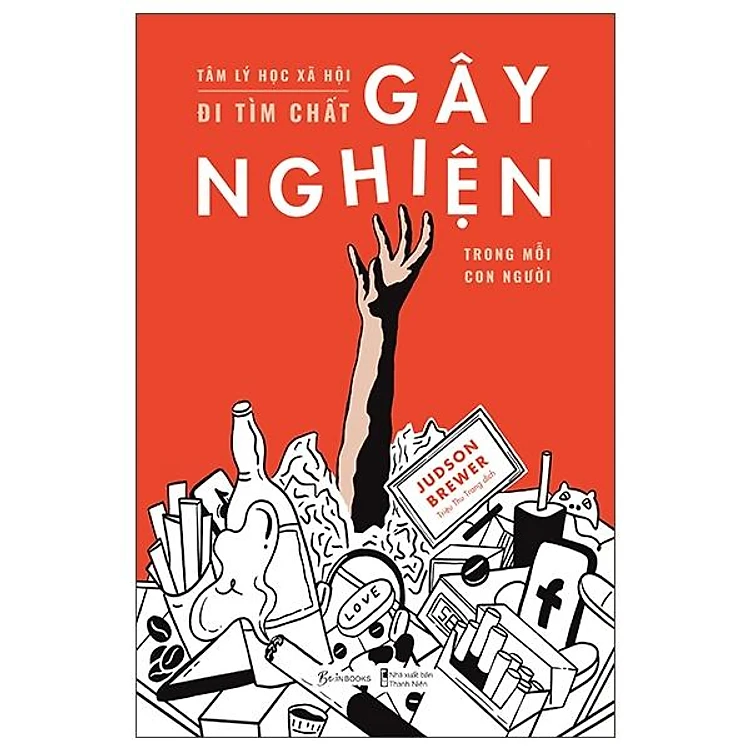 TÂM LÝ HỌC XÃ HỘI
ĐI TÌM CHẤT
GÂY
NGHIỆN
TRONG MỖI
CON NGƯỜI
JUDSON
BREWER
Triệu Thu Trang dịch
LOVE
f
BeINBOOKS
Nhà xuất bản
Thanh Niên